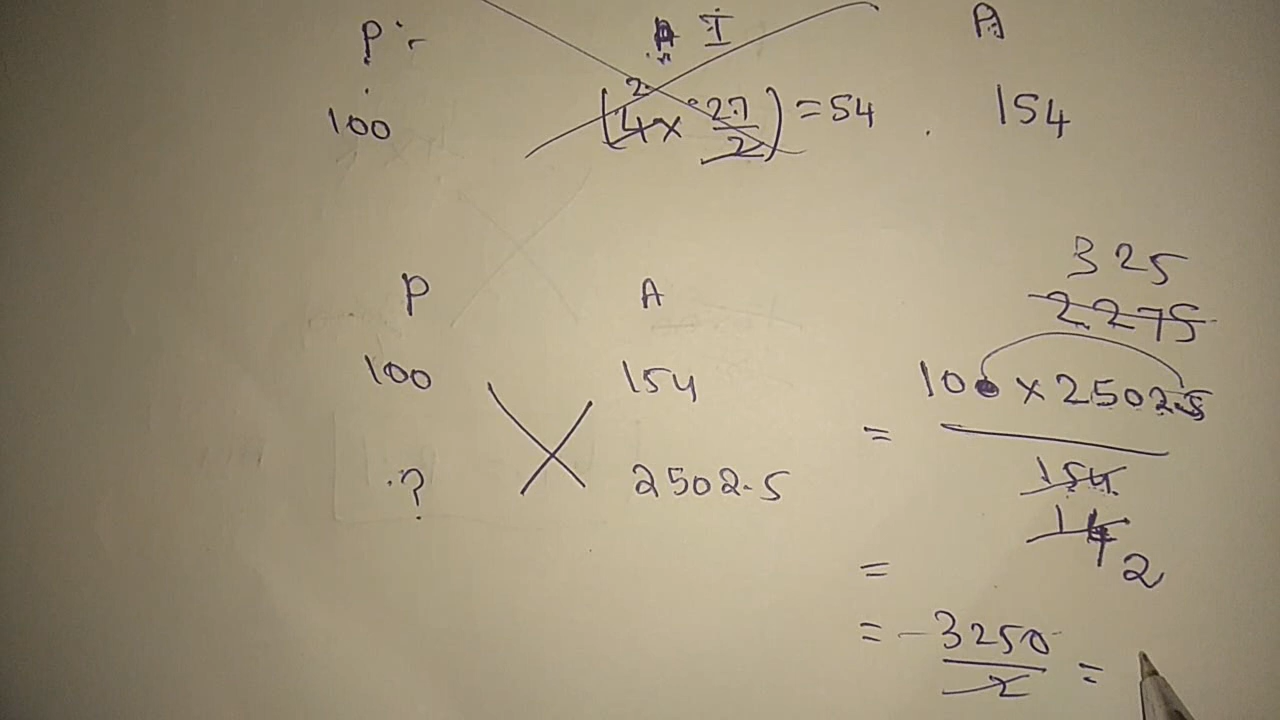 P :- I A
100 (4 × 27/2) = 54 154
2
P A
100 154
? 2502.5
325
2275
= 100 × 2502.5
154
14
2
=
= 3250 / 2 =